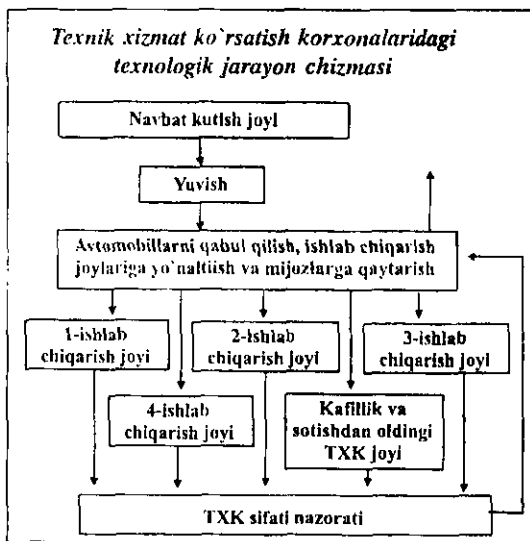 Texnik xizmat ko`rsatish korxonalaridagi
texnologik jarayon chizmasi
Navbat kutish joyi
Yuvish
Avtomobillarni qabul qilish, ishlab chiqarish
joylariga yo`naltiish va mijozlarga qaytarish
1-ishlab
chiqarish joyi
2-ishlab
chiqarish joyi
3-ishlab
chiqarish joyi
4-ishlab
chiqarish joyi
Kafillik va
sotishdan oldingi
TXK joyi
TXK sifati nazorati